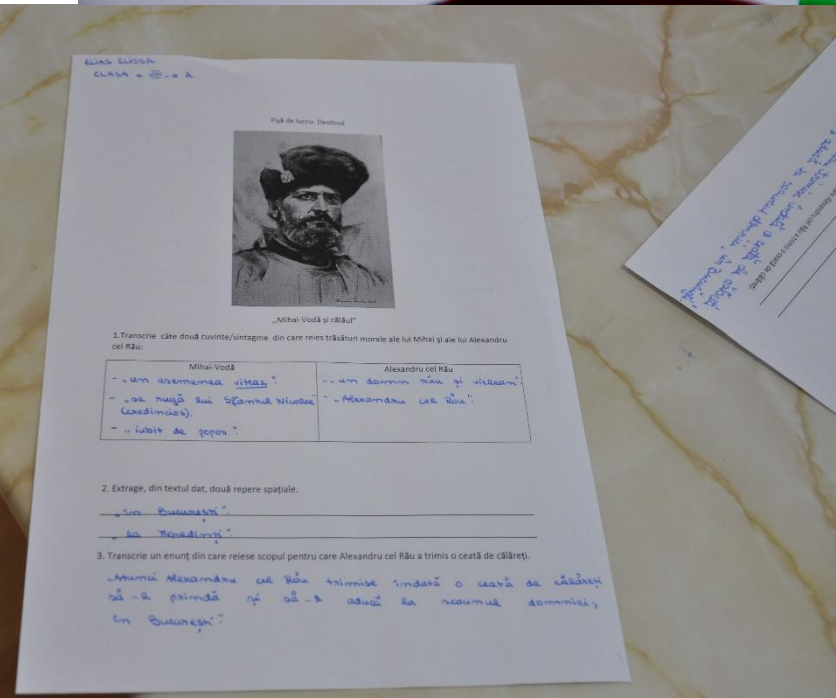 ELIAS ELISSA
CLASA a -a A.
Fișă de lucru- Destinul
„Mihai-Vodă și călăul"
1.Transcrie câte două cuvinte/sintagme din care reies trăsături morale ale lui Mihai și ale lui Alexandru
cel Rău:
Mihai-Vodă
- „un asemenea viteaz".
- „se rugă lui Sfântul Nicolae"
(credincios).
- „iubit de popor".
Alexandru cel Rău
- „un domn rău și viclean".
- „Alexandru cel Rău".
2. Extrage, din textul dat, două repere spațiale.
„în București".
„la Mehedinți".
3. Transcrie un enunț din care reiese scopul pentru care Alexandru cel Rău a trimis o ceată de călăreți.
„Atunci Alexandru cel Rău trimise îndată o ceată de călăreți
să-l prindă și să-l aducă la scaunul domniei,
în București".